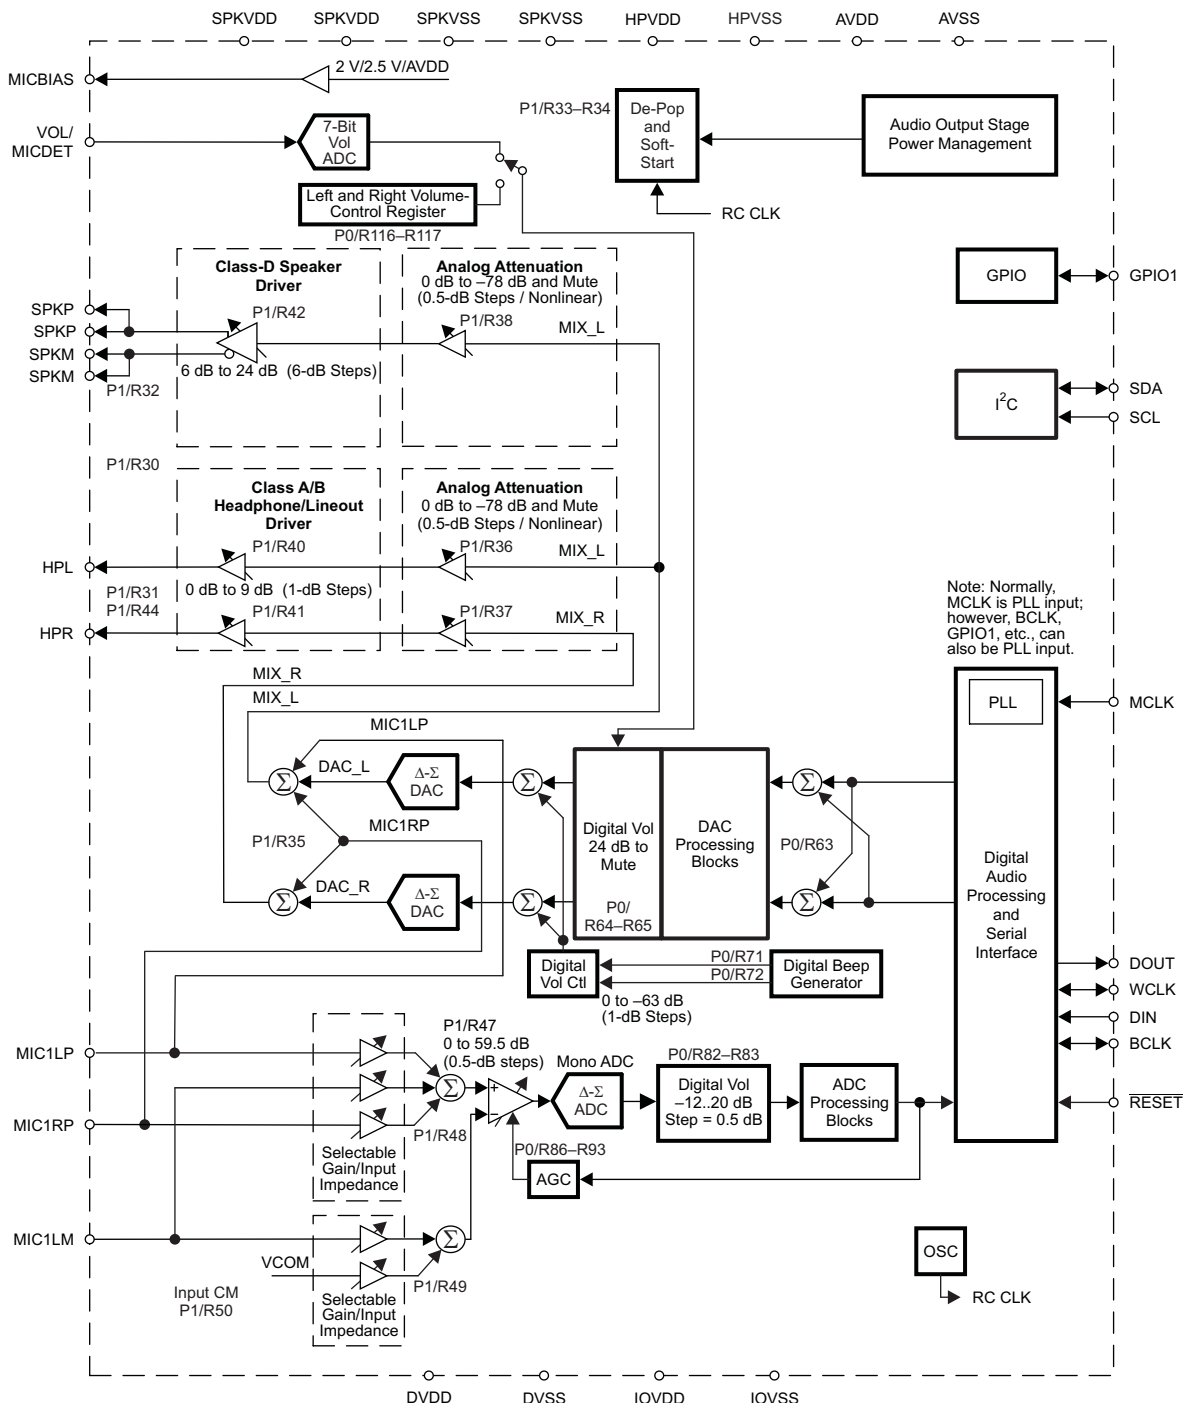 SPKVDD SPKVDD SPKVSS SPKVSS HPVDD HPVSS AVDD AVSS
MICBIAS
2 V/2.5 V/AVDD
VOL/
MICDET
7-Bit
Vol
ADC
P1/R33–R34
De-Pop
and
Soft-
Start
Audio Output Stage
Power Management
Left and Right Volume-
Control Register
P0/R116–R117
RC CLK
Class-D Speaker
Driver
P1/R42
6 dB to 24 dB (6-dB Steps)
Analog Attenuation
0 dB to –78 dB and Mute
(0.5-dB Steps / Nonlinear)
P1/R38
MIX_L
GPIO
GPIO1
SPKP
SPKP
SPKM
SPKM
P1/R32
I2C
SDA
SCL
P1/R30
Class A/B
Headphone/Lineout
Driver
P1/R40
0 dB to 9 dB (1-dB Steps)
P1/R41
Analog Attenuation
0 dB to –78 dB and Mute
(0.5-dB Steps / Nonlinear)
P1/R36
MIX_L
P1/R37
MIX_R
HPL
P1/R31
P1/R44
HPR
Note: Normally,
MCLK is PLL input;
however, BCLK,
GPIO1, etc., can
also be PLL input.
MIX_R
MIX_L
PLL
MCLK
MIC1LP
Σ
DAC_L
Δ-Σ
DAC
Σ
MIC1RP
P1/R35
Σ
DAC_R
Δ-Σ
DAC
Σ
Digital Vol
24 dB to
Mute
P0/
R64–R65
DAC
Processing
Blocks
Σ
P0/R63
Σ
Digital
Audio
Processing
and
Serial
Interface
Digital
Vol Ctl
P0/R71
P0/R72
Digital Beep
Generator
0 to –63 dB
(1-dB Steps)
DOUT
WCLK
DIN
BCLK
RESET
MIC1LP
MIC1RP
MIC1LM
P1/R47
0 to 59.5 dB
(0.5-dB steps)
Σ
P1/R48
Selectable
Gain/Input
Impedance
+
–
Mono ADC
Δ-Σ
ADC
P0/R82–R83
Digital Vol
–12..20 dB
Step = 0.5 dB
ADC
Processing
Blocks
P0/R86–R93
AGC
Σ
VCOM
P1/R49
Input CM
P1/R50
Selectable
Gain/Input
Impedance
OSC
RC CLK
DVDD DVSS IOVDD IOVSS